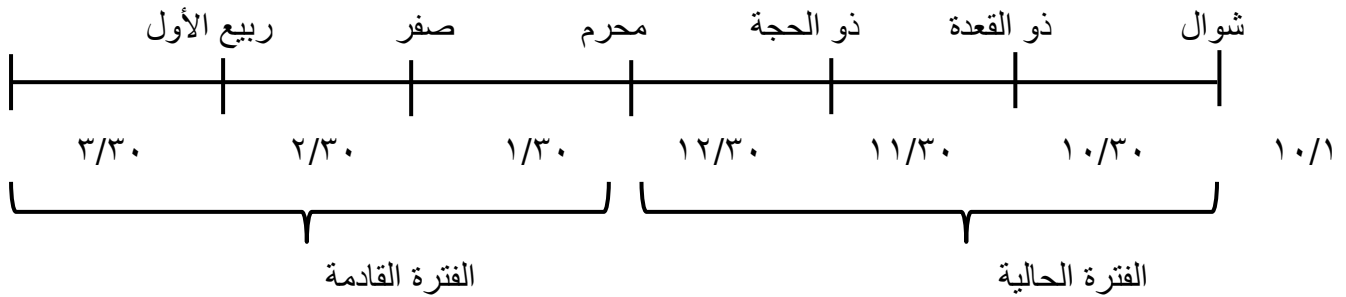 شوال ذو القعدة ذو الحجة محرم صفر ربيع الأول
١٠/١ ١٠/٣٠ ١١/٣٠ ١٢/٣٠ ١/٣٠ ٢/٣٠ ٣/٣٠
الفترة الحالية الفترة القادمة